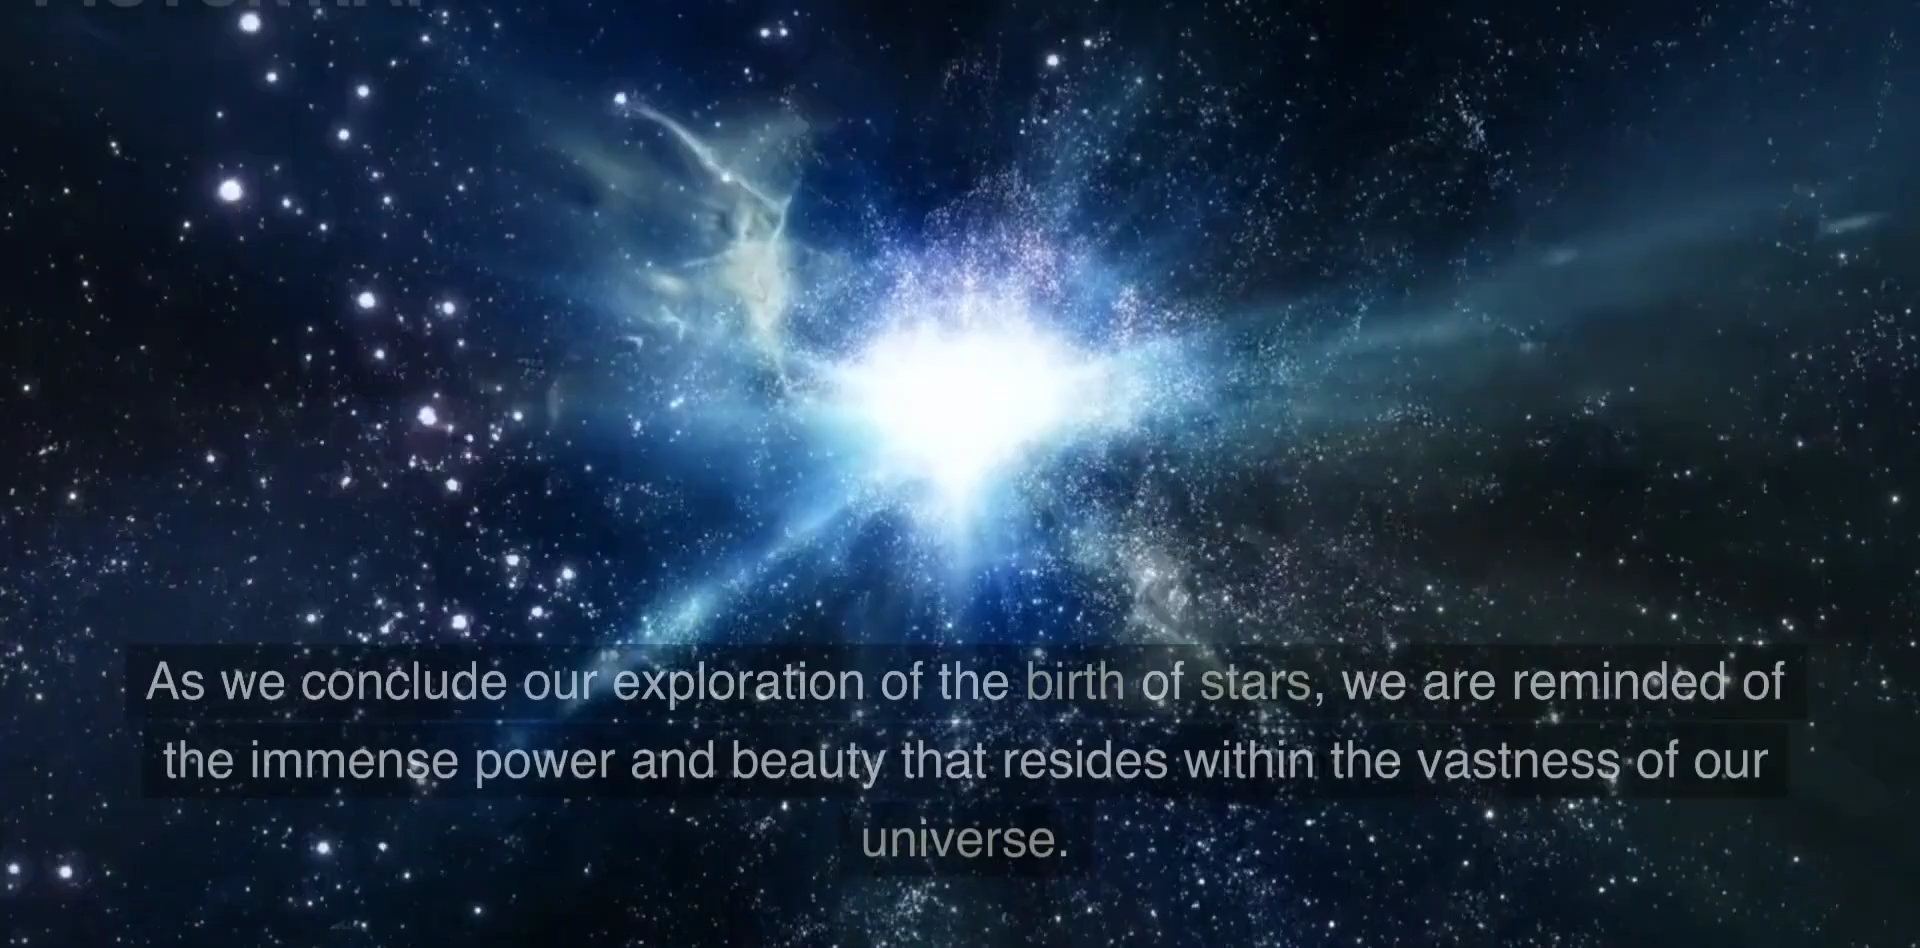 As we conclude our exploration of the birth of stars, we are reminded of
the immense power and beauty that resides within the vastness of our
universe.